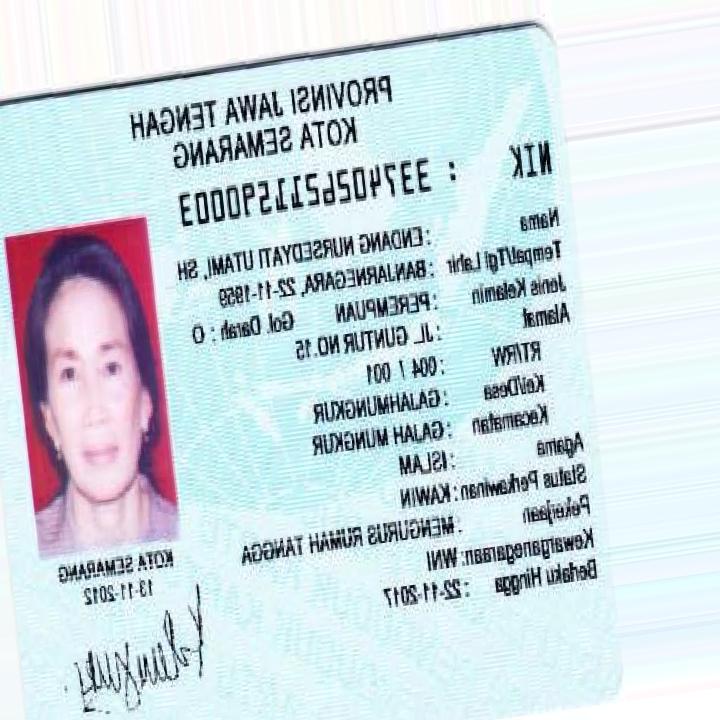 PROVINSI JAWA TENGAH
KOTA SEMARANG
NIK :
Nama : ENDANG NURSEDYATI UTAMI, SH
Tempat/Tgl Lahir : BANJARNEGARA, 22-11-1959
Jenis Kelamin : PEREMPUAN Gol. Darah : O
Alamat : JL. GUNTUR NO.15
RT/RW : 004 / 001
Kel/Desa : GAJAHMUNGKUR
Kecamatan : GAJAH MUNGKUR
Agama : ISLAM
Status Perkawinan : KAWIN
Pekerjaan : MENGURUS RUMAH TANGGA
Kewarganegaraan: WNI
Berlaku Hingga : 22-11-2017
KOTA SEMARANG
13-11-2012